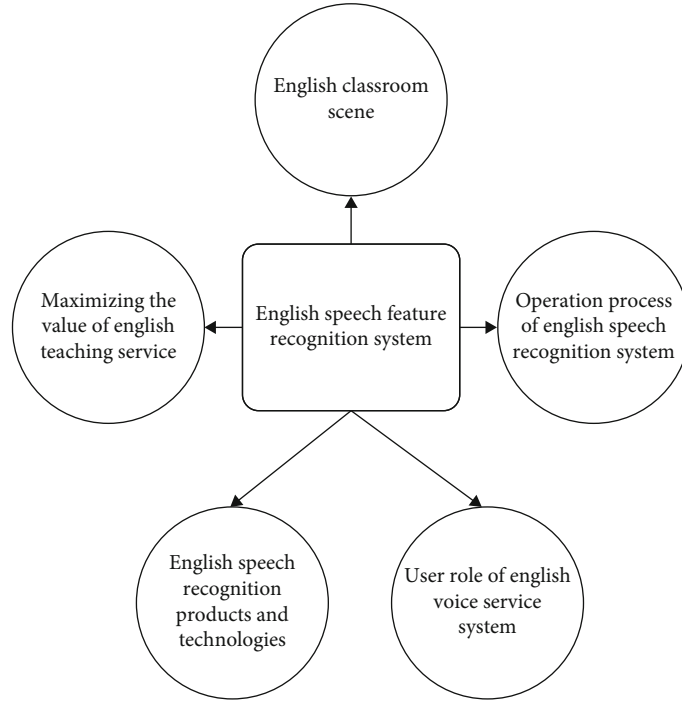 English classroom
scene
Maximizing the
value of english
teaching service
English speech feature
recognition system
Operation process
of english speech
recognition system
English speech
recognition
products and
technologies
User role of english
voice service
system